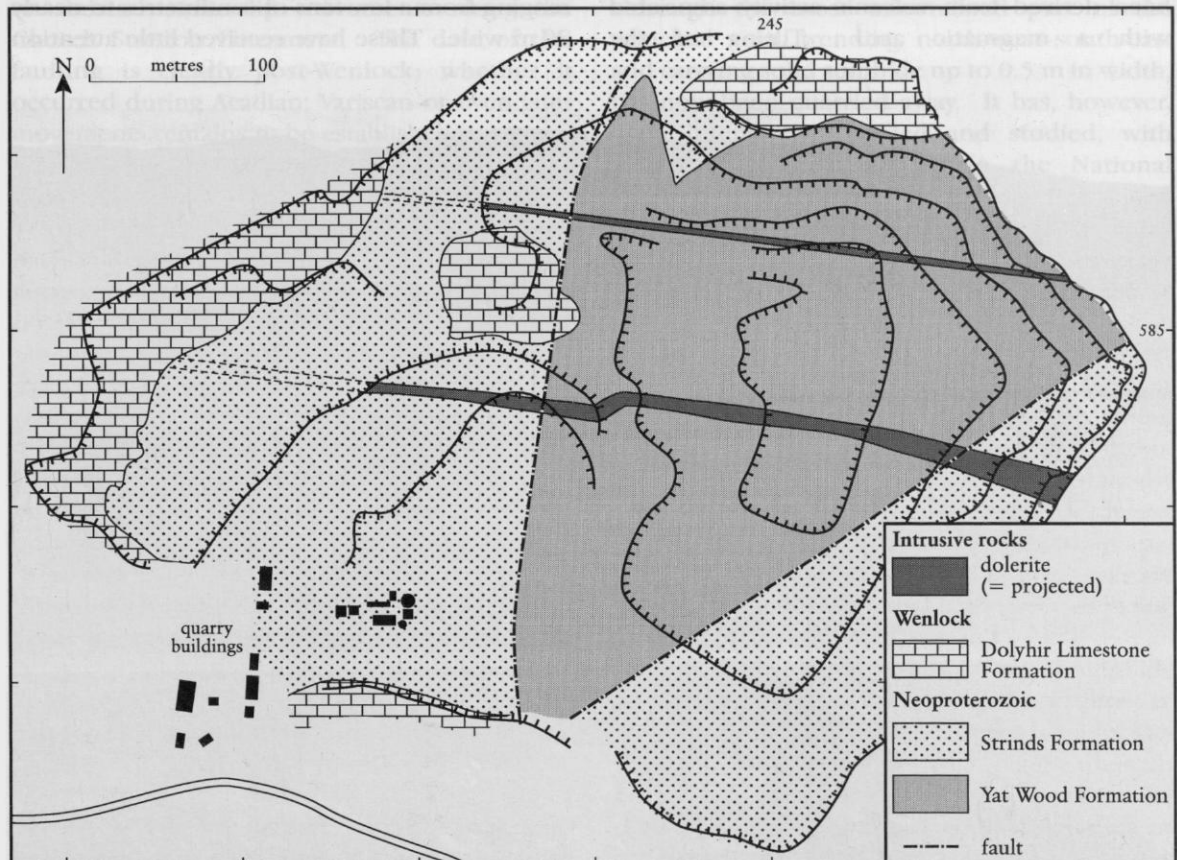 245
N
0 metres 100
585
quarry
buildings
Intrusive rocks
dolerite
(= projected)
Wenlock
Dolyhir Limestone
Formation
Neoproterozoic
Strinds Formation
Yat Wood Formation
fault